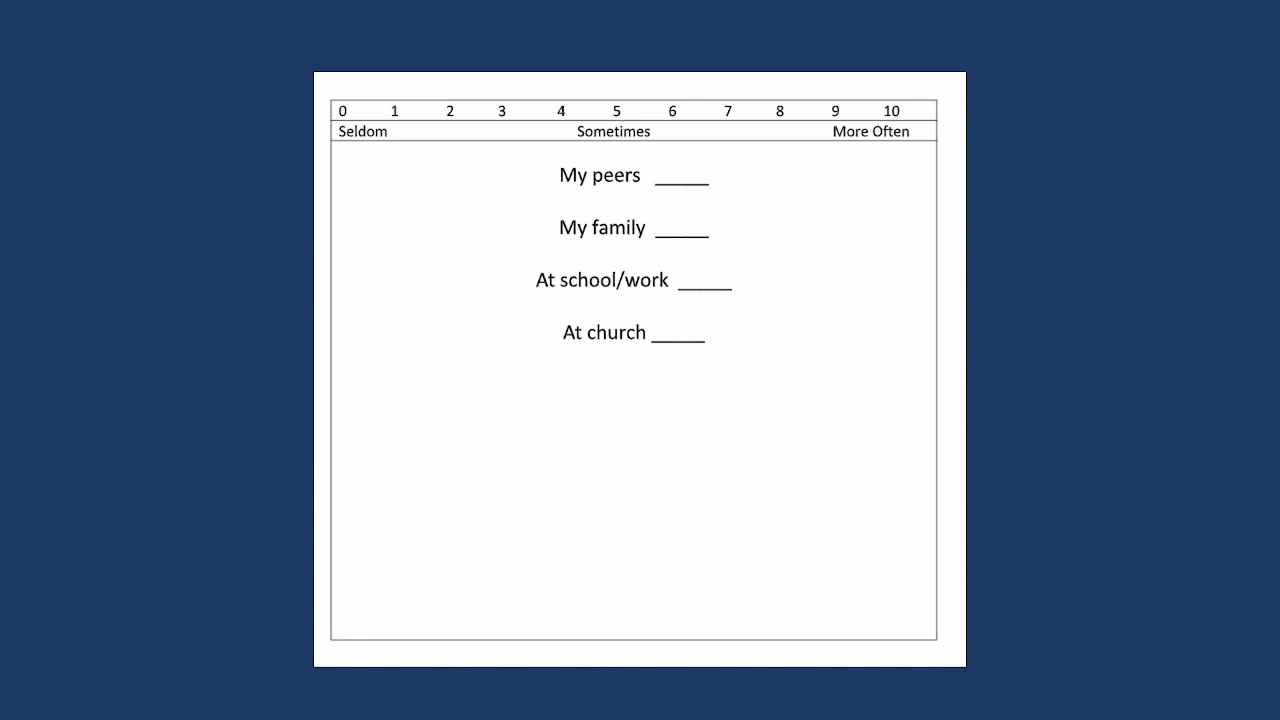 0 1 2 3 4 5 6 7 8 9 10
Seldom Sometimes More Often
My peers _____
My family _____
At school/work _____
At church _____